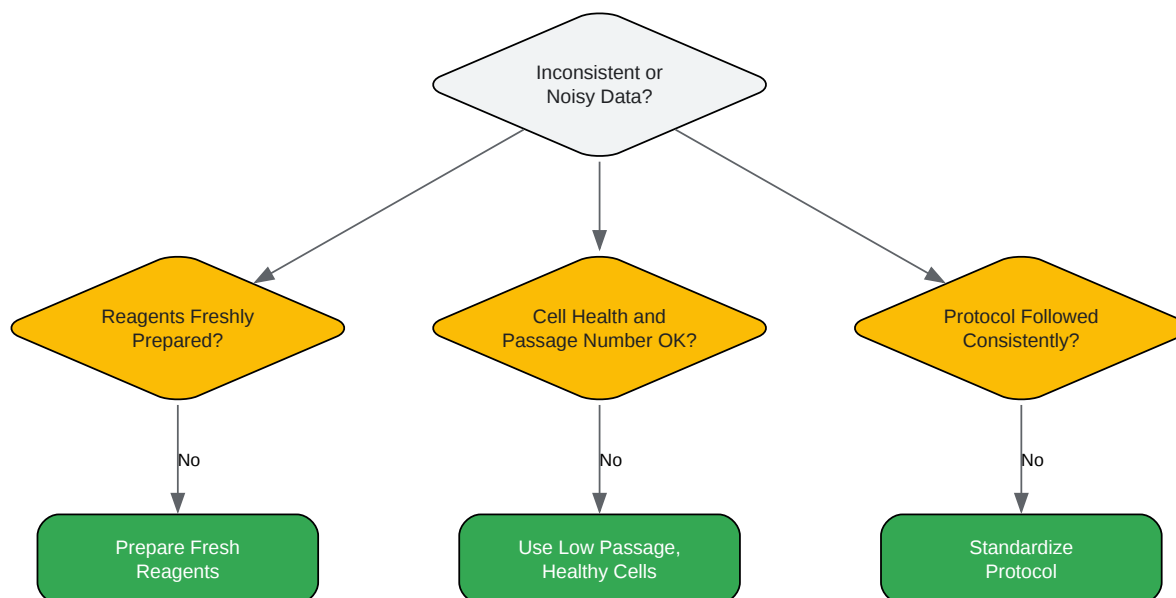 Inconsistent or
Noisy Data?
Reagents Freshly
Prepared?
Cell Health and
Passage Number OK?
Protocol Followed
Consistently?
No
No
No
Prepare Fresh
Reagents
Use Low Passage,
Healthy Cells
Standardize
Protocol